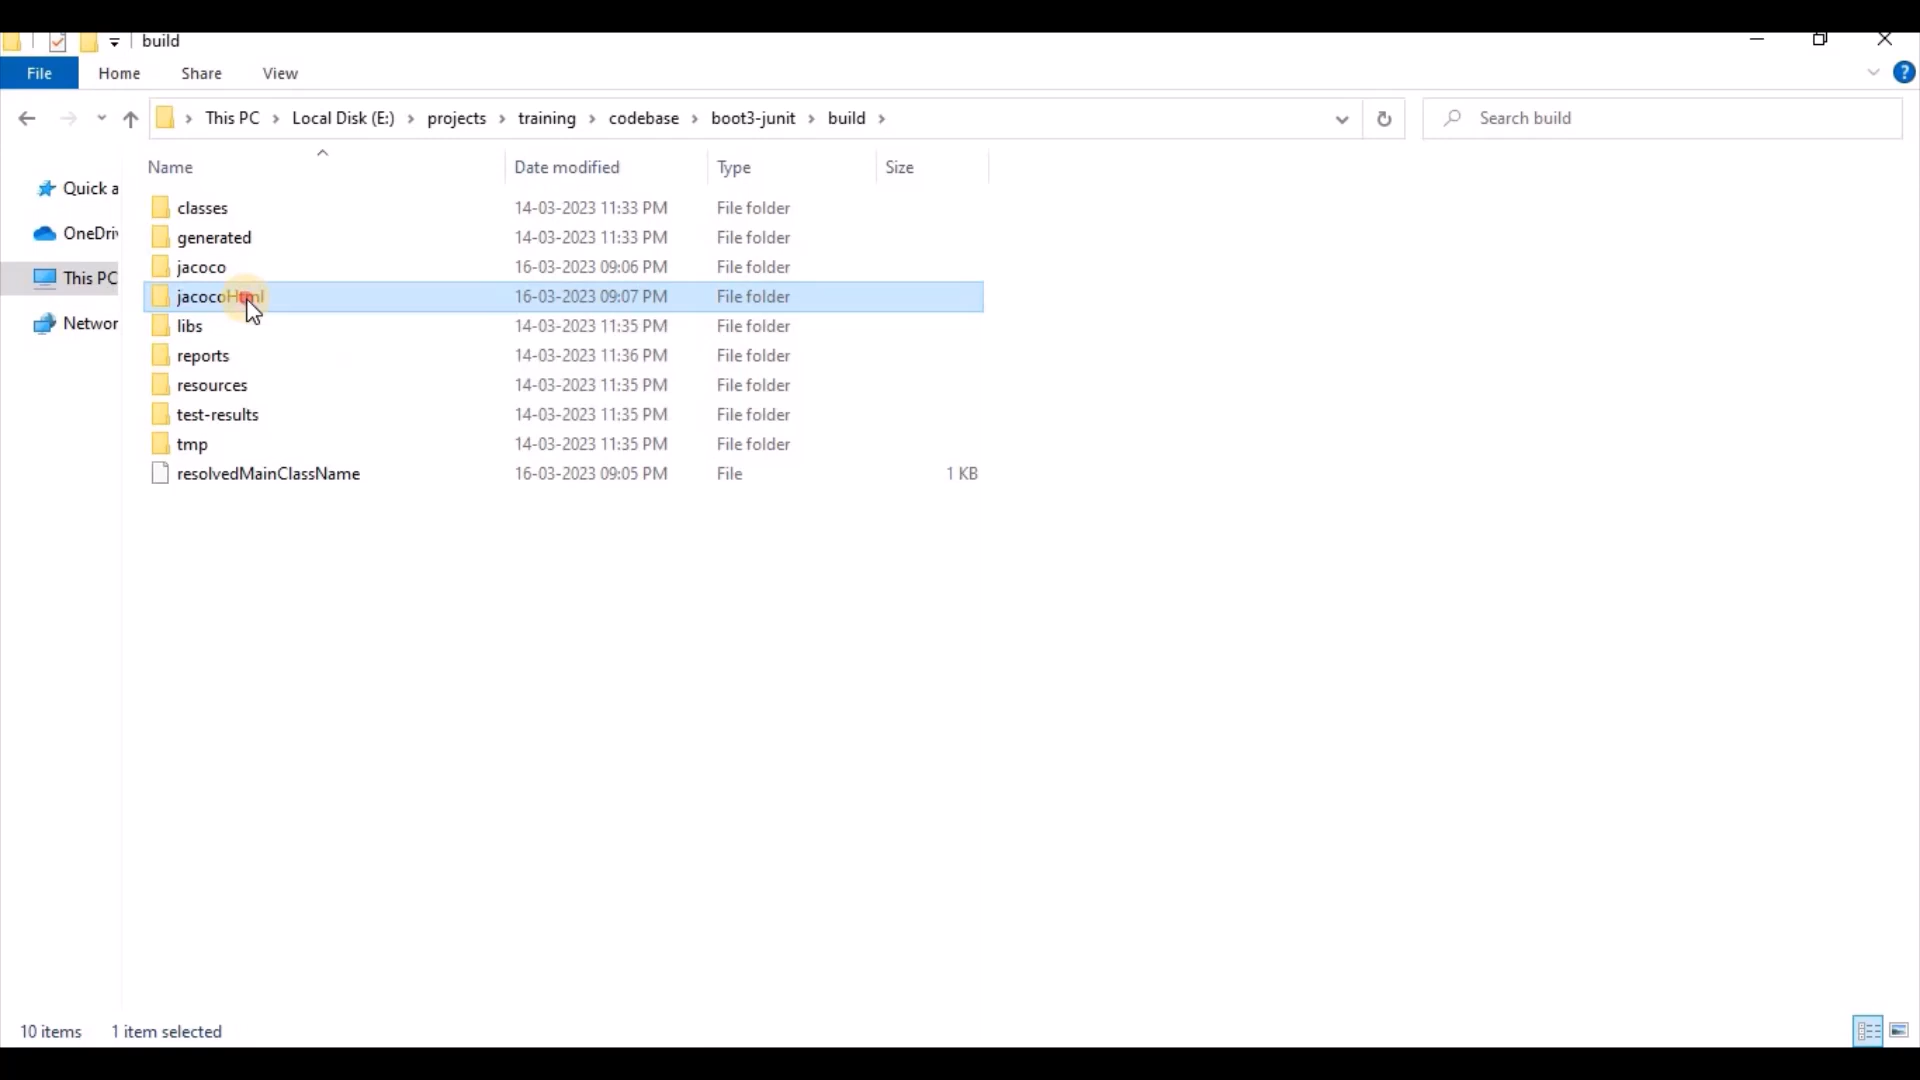 build
File Home Share View
This PC Local Disk (E:) projects training codebase boot3-junit build
Search build
Name Date modified Type Size
Quick a
OneDri
This PC
Networ
classes 14-03-2023 11:33 PM File folder
generated 14-03-2023 11:33 PM File folder
jacoco 16-03-2023 09:06 PM File folder
jacocoHtml 16-03-2023 09:07 PM File folder
libs 14-03-2023 11:35 PM File folder
reports 14-03-2023 11:36 PM File folder
resources 14-03-2023 11:35 PM File folder
test-results 14-03-2023 11:35 PM File folder
tmp 14-03-2023 11:35 PM File folder
resolvedMainClassName 16-03-2023 09:05 PM File 1 KB
10 items 1 item selected